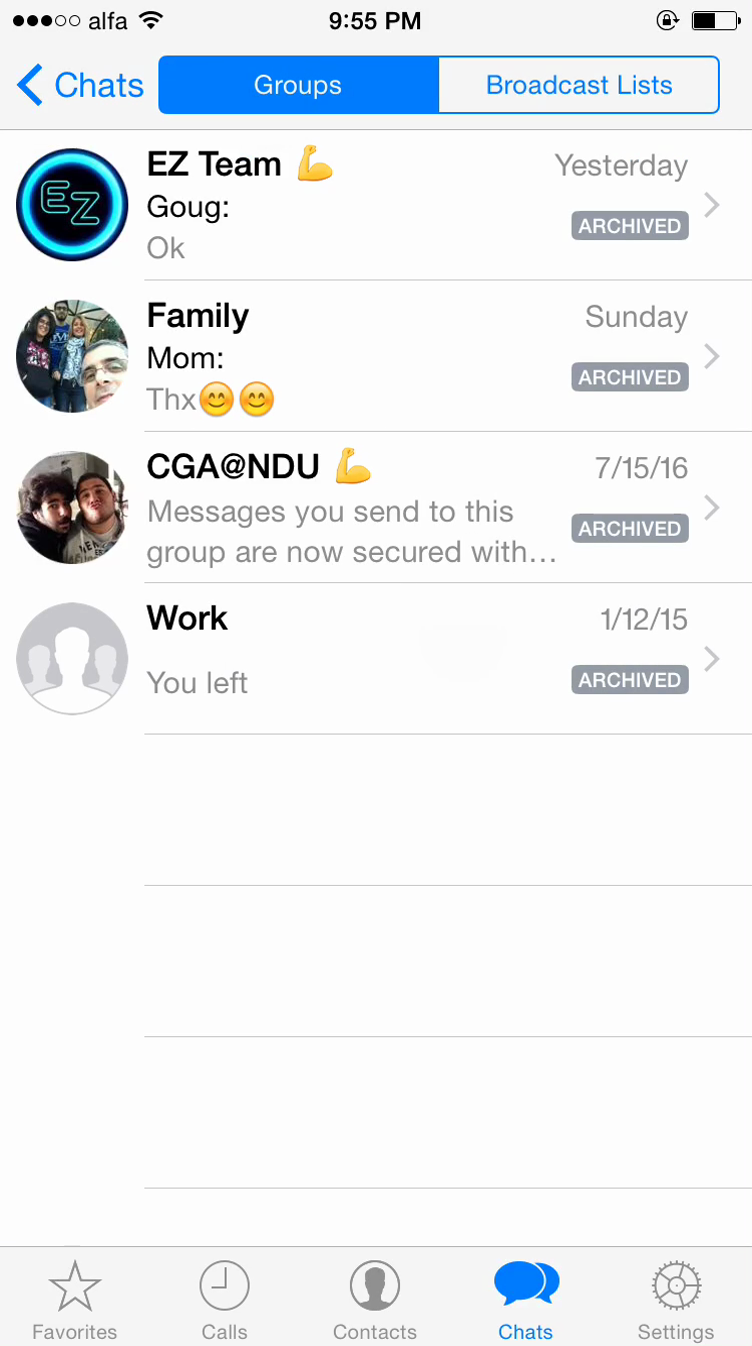 alfa 9:55 PM
Chats Groups Broadcast Lists
EZ
EZ Team 💪 Yesterday
Goug:
ARCHIVED
Ok
Family Sunday
Mom:
ARCHIVED
Thx😊😊
CGA@NDU 💪 7/15/16
Messages you send to this
ARCHIVED
group are now secured with…
Work 1/12/15
You left ARCHIVED
Favorites Calls Contacts Chats Settings